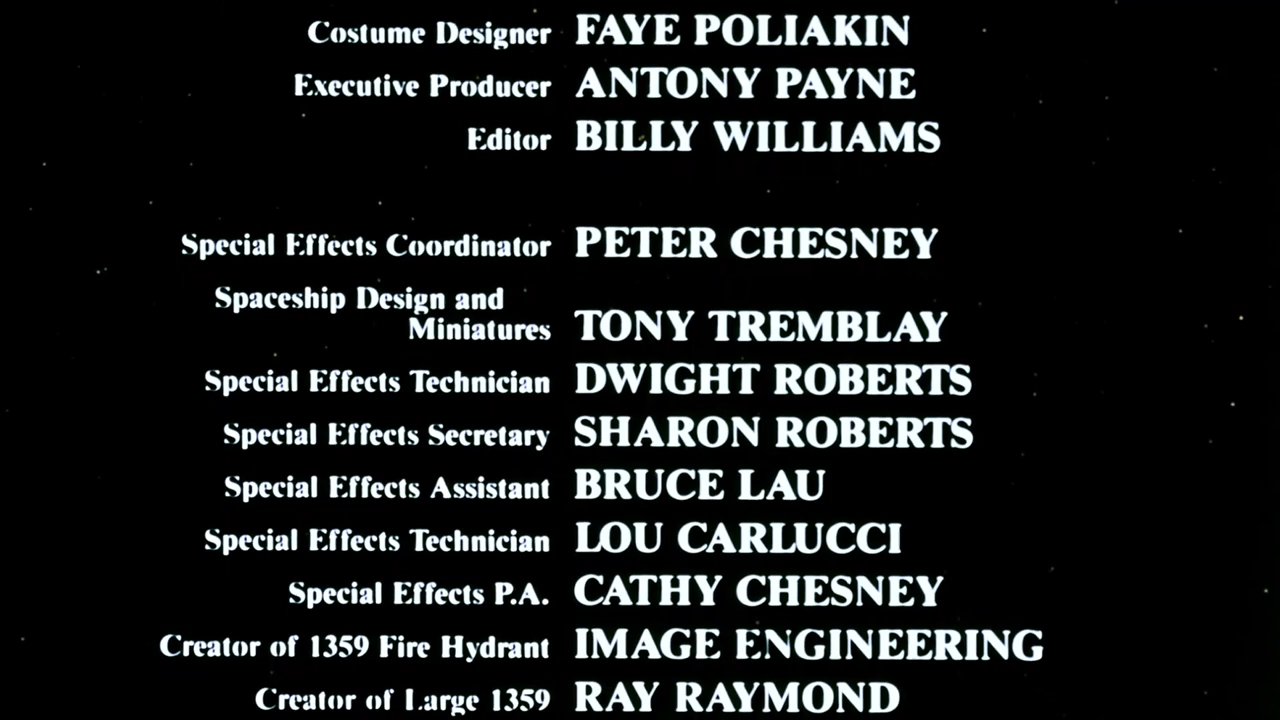 Costume Designer FAYE POLIAKIN
Executive Producer ANTONY PAYNE
Editor BILLY WILLIAMS
Special Effects Coordinator PETER CHESNEY
Spaceship Design and
Miniatures TONY TREMBLAY
Special Effects Technician DWIGHT ROBERTS
Special Effects Secretary SHARON ROBERTS
Special Effects Assistant BRUCE LAU
Special Effects Technician LOU CARLUCCI
Special Effects P.A. CATHY CHESNEY
Creator of 1359 Fire Hydrant IMAGE ENGINEERING
Creator of Large 1359 RAY RAYMOND